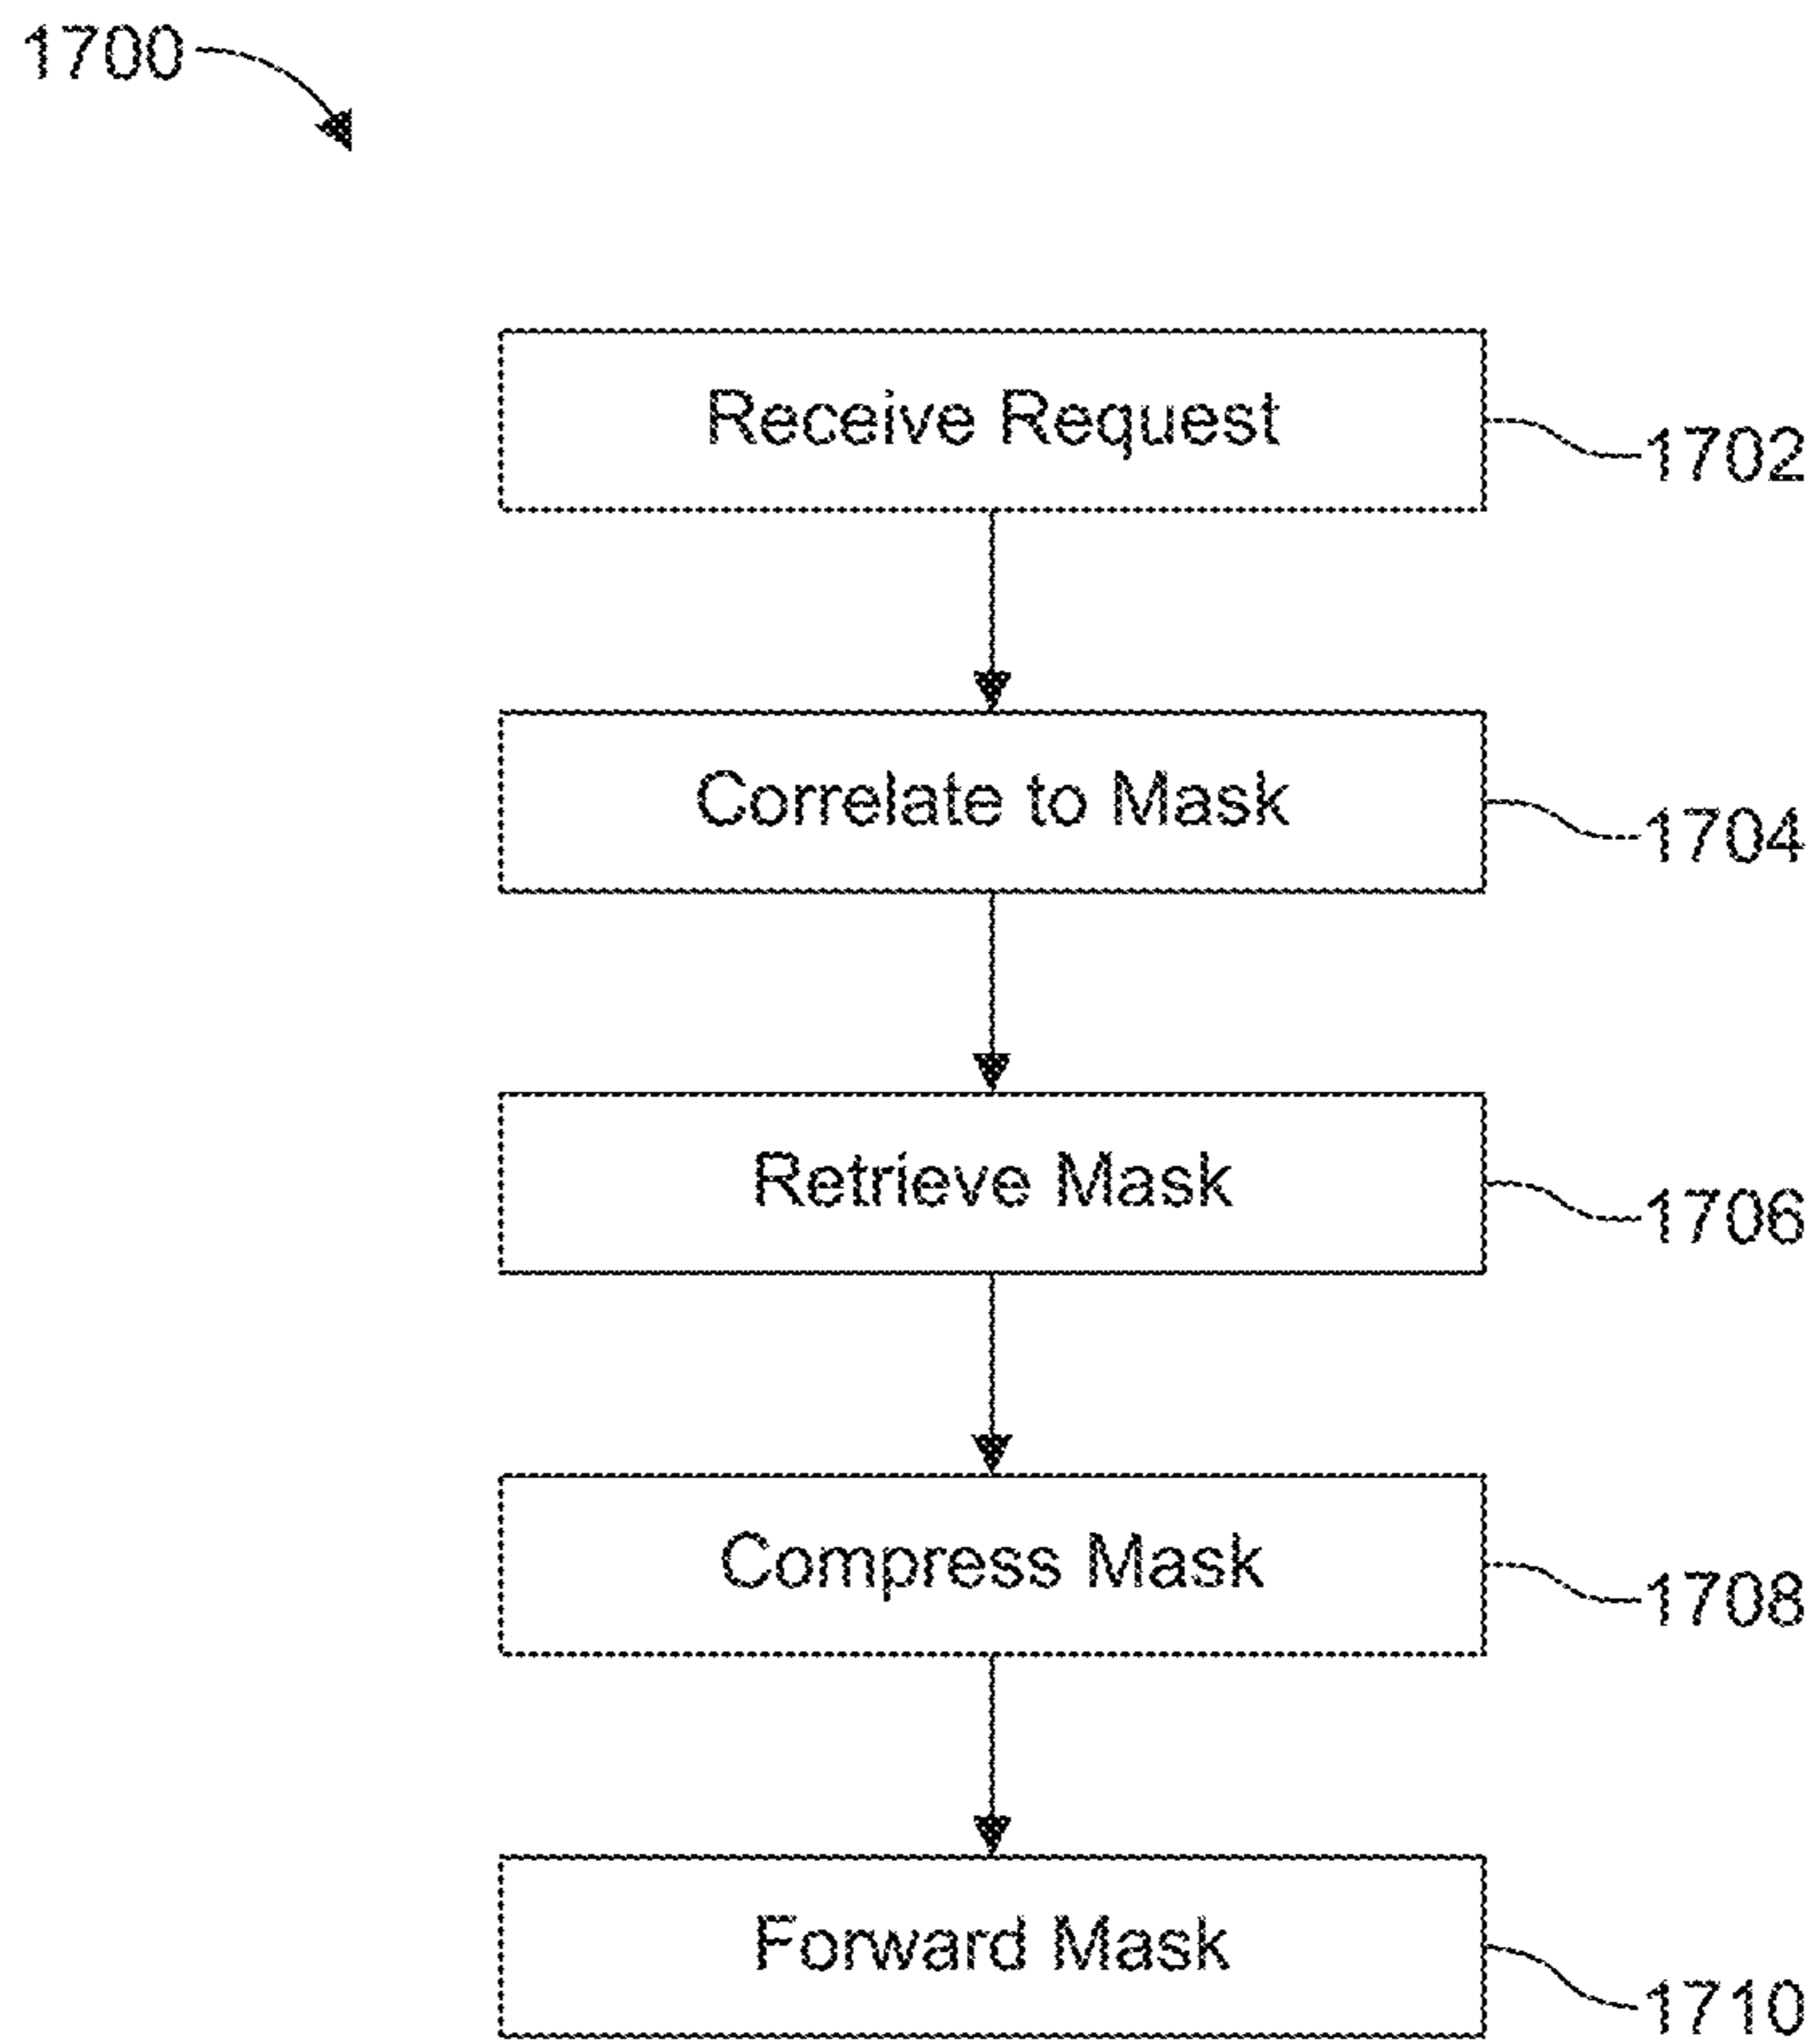 1700
Receive Request
1702
Correlate to Mask
1704
Retrieve Mask
1706
Compress Mask
1708
Forward Mask
1710